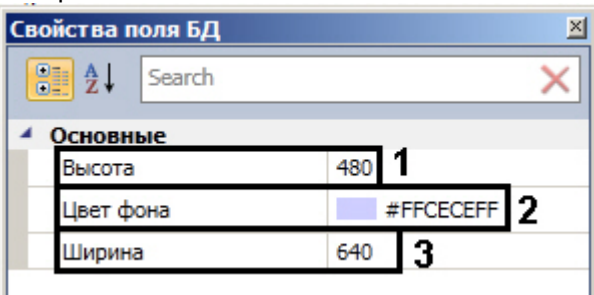 Свойства поля БД
A
Z
Search
Основные
Высота 480 1
Цвет фона #FFCECEFF 2
Ширина 640 3